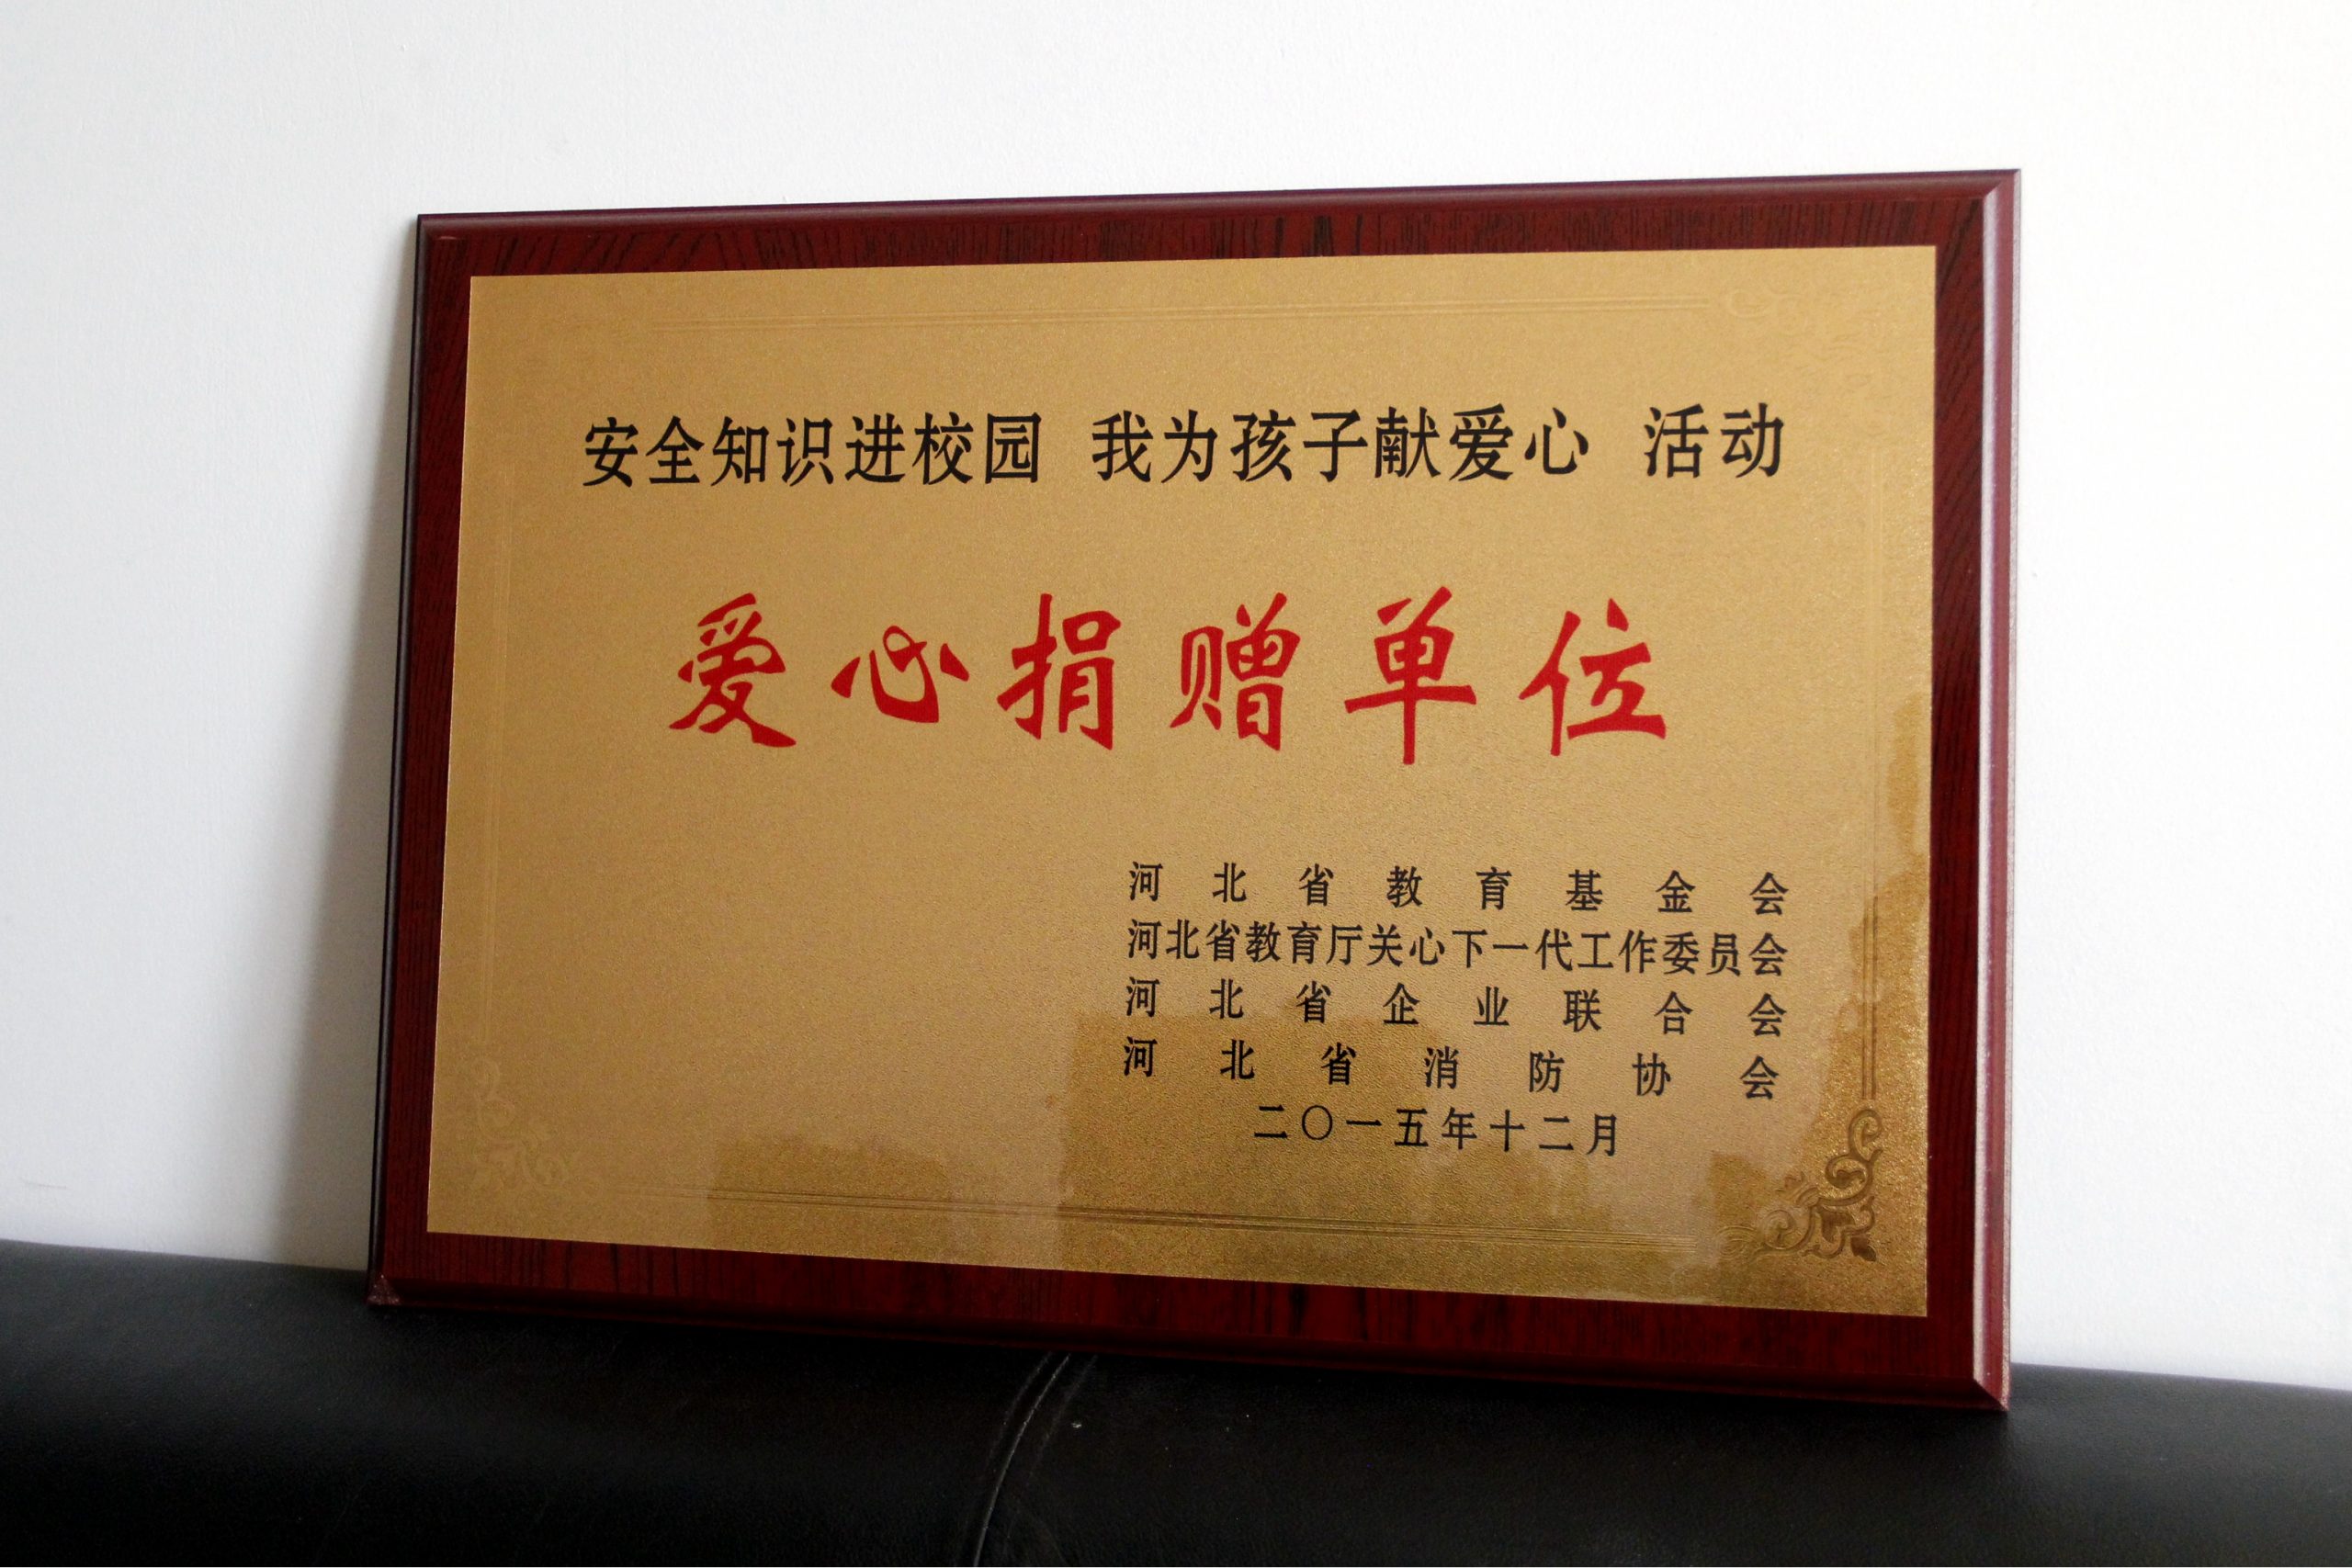 安全知识进校园 我为孩子献爱心 活动
爱心捐赠单位
河北省教育基金会
河北省教育厅关心下一代工作委员会
河北省企业联合会
河北省消防协会
二〇一五年十二月